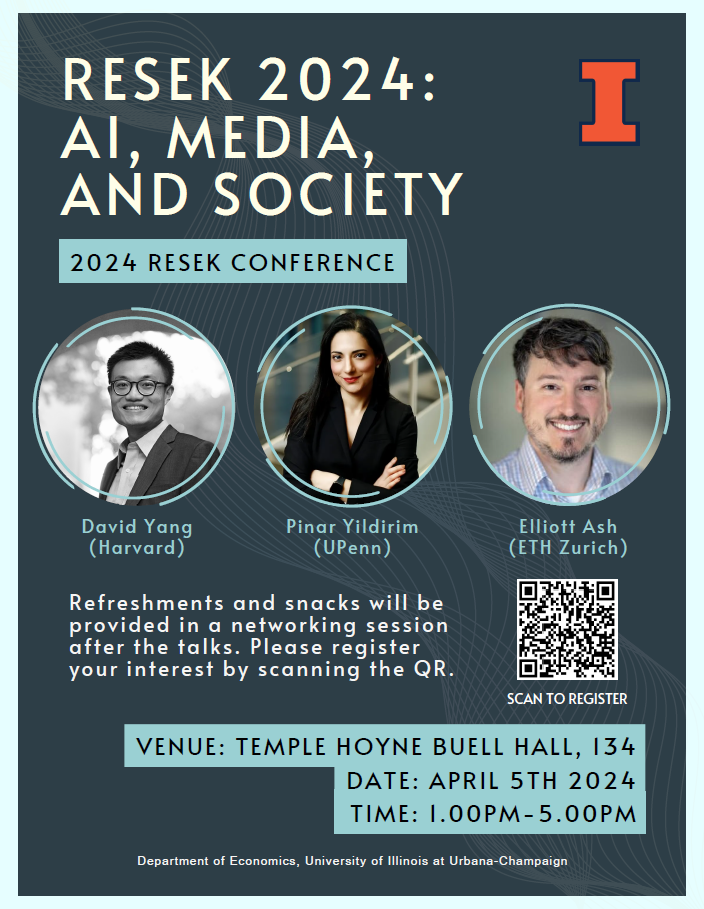 RESEK 2024:
AI, MEDIA,
AND SOCIETY
2024 RESEK CONFERENCE
David Yang
(Harvard)
Pinar Yildirim
(UPenn)
Elliott Ash
(ETH Zurich)
Refreshments and snacks will be
provided in a networking session
after the talks. Please register
your interest by scanning the QR.
SCAN TO REGISTER
VENUE: TEMPLE HOYNE BUELL HALL, 134
DATE: APRIL 5TH 2024
TIME: 1.00PM-5.00PM
Department of Economics, University of Illinois at Urbana-Champaign